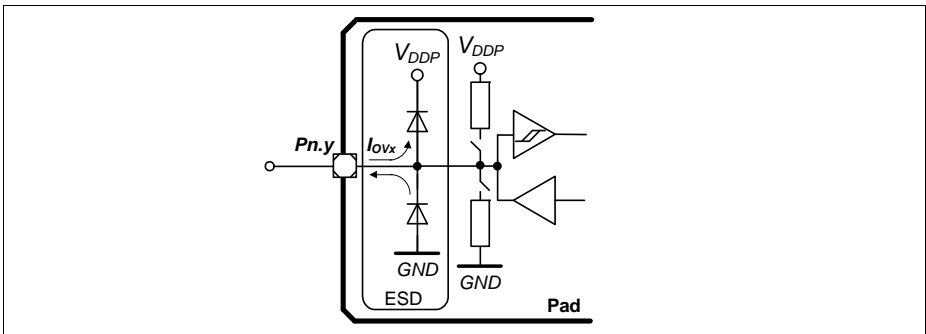 VDDP
VDDP
Pn.y
IOVx
GND
GND
ESD
Pad